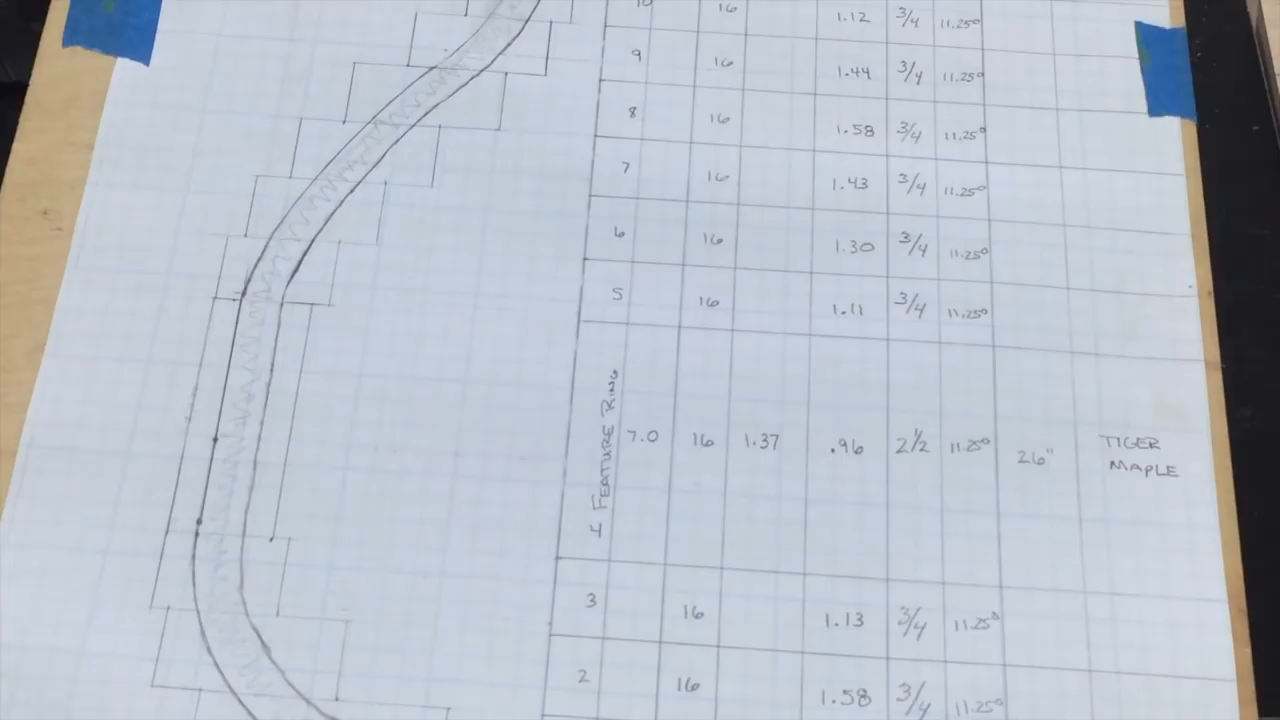 10 16 1.12 3/4 11.25°
9 16 1.44 3/4 11.25°
8 16 1.58 3/4 11.25°
7 16 1.43 3/4 11.25°
6 16 1.30 3/4 11.25°
5 16 1.11 3/4 11.25°
4 FEATURE RING 7.0 16 1.37 .96 2 1/2 11.25° 26" TIGER
MAPLE
3 16 1.13 3/4 11.25°
2 16 1.58 3/4 11.25°